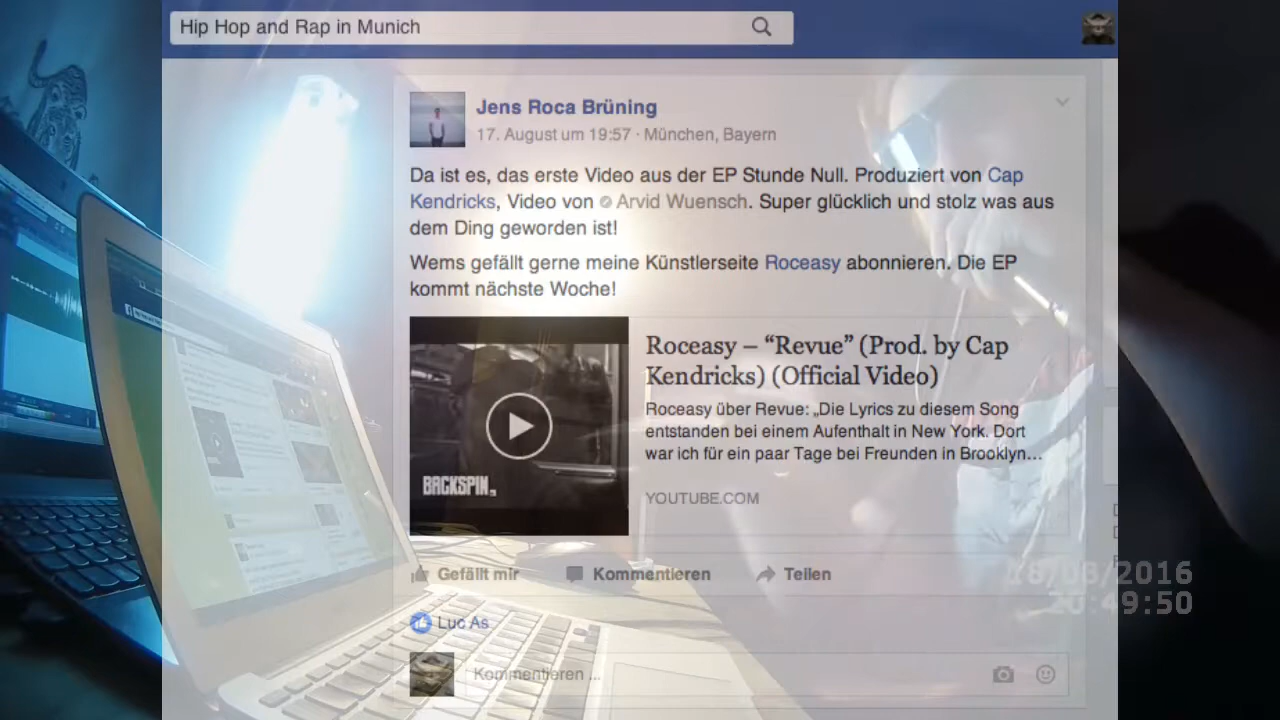 Hip Hop and Rap in Munich
Jens Roca Brüning
17. August um 19:57 · München, Bayern
Da ist es, das erste Video aus der EP Stunde Null. Produziert von Cap
Kendricks, Video von Arvid Wuensch. Super glücklich und stolz was aus
dem Ding geworden ist!
Wems gefällt gerne meine Künstlerseite Roceasy abonnieren. Die EP
kommt nächste Woche!
Roceasy – “Revue” (Prod. by Cap
Kendricks) (Official Video)
Roceasy über Revue: „Die Lyrics zu diesem Song
entstanden bei einem Aufenthalt in New York. Dort
war ich für ein paar Tage bei Freunden in Brooklyn...
BACKSPIN
YOUTUBE.COM
Gefällt mir Kommentieren Teilen
18/08/2016
20:49:50
Luc As
Kommentieren ...